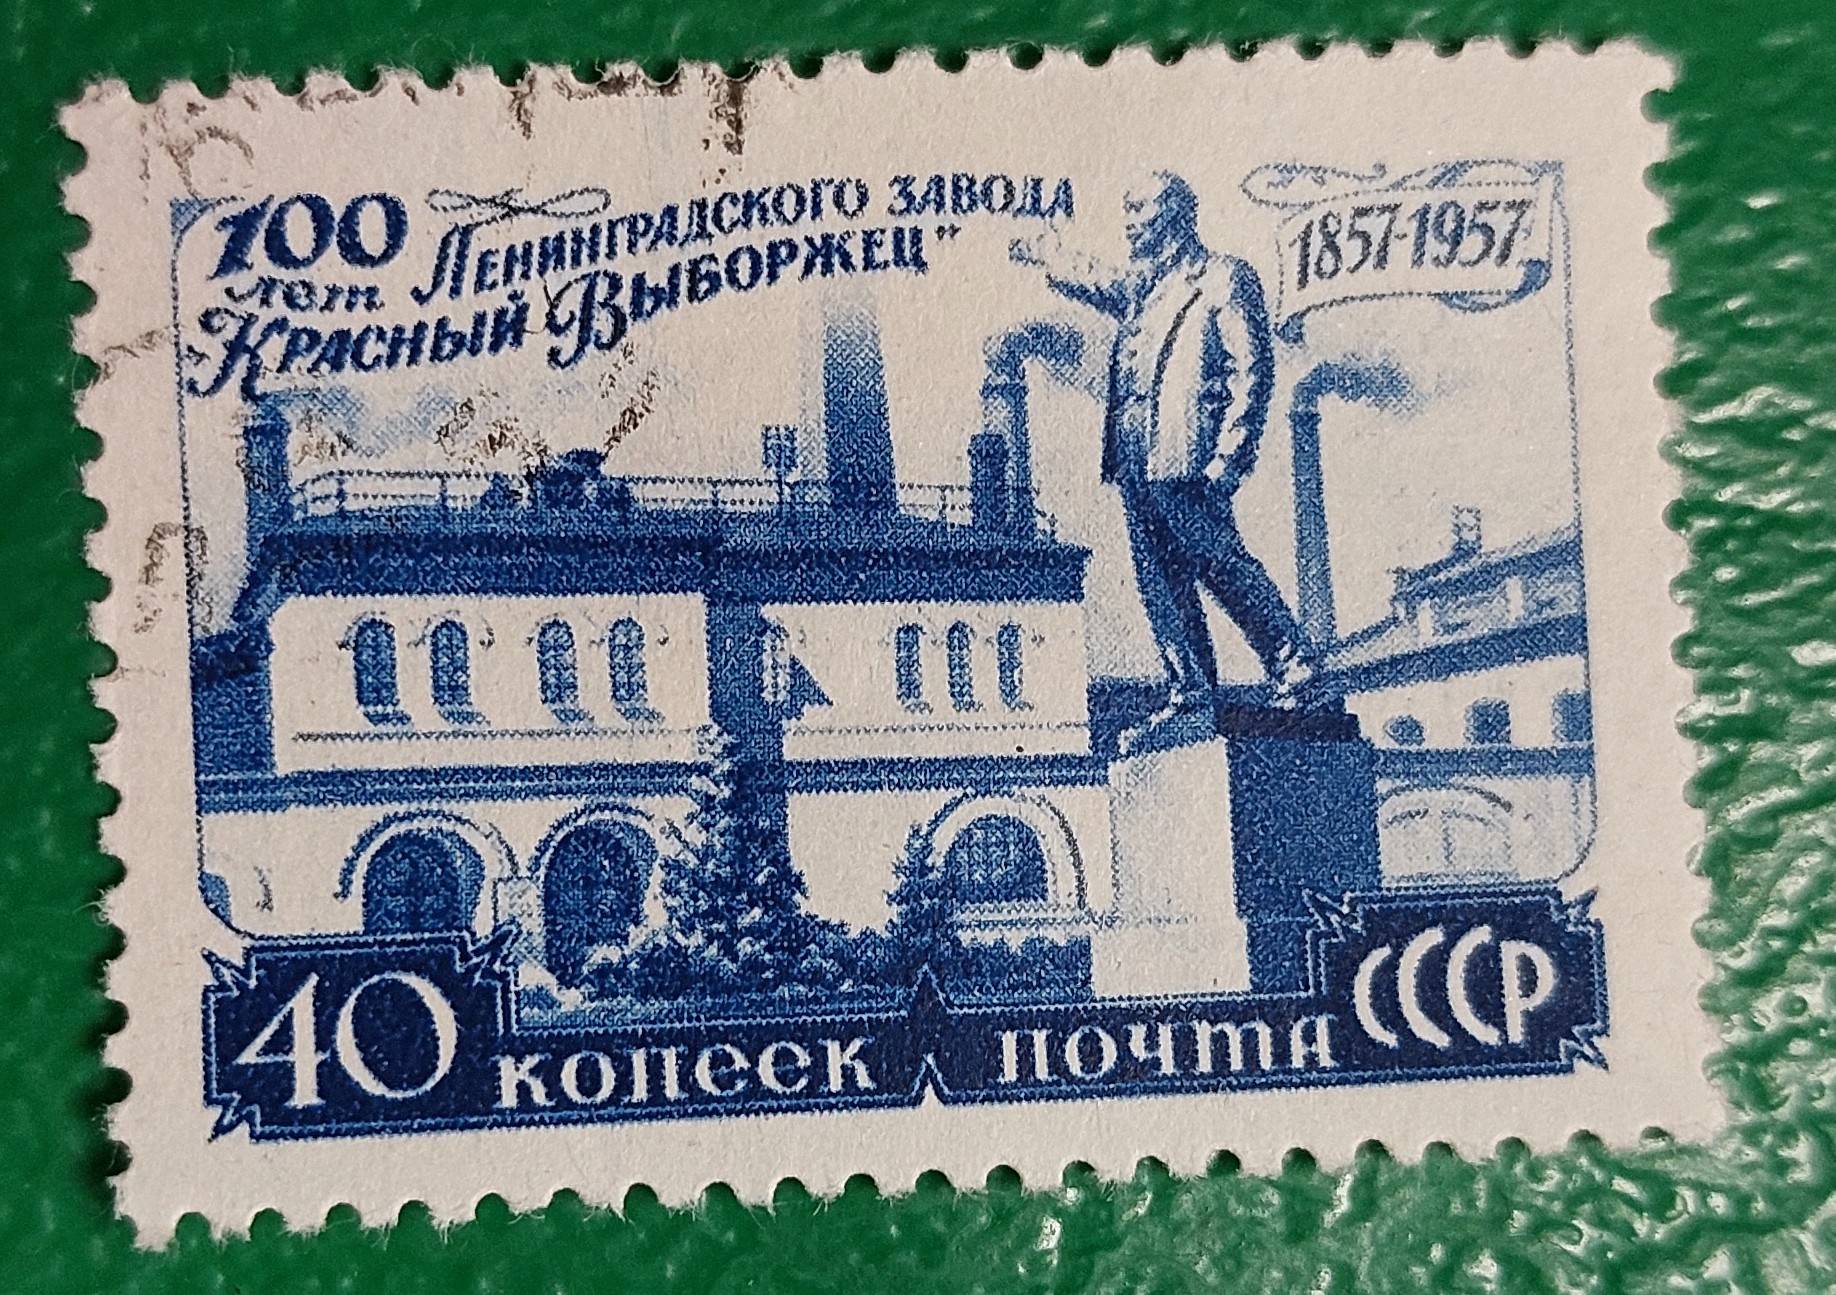 100 лет Ленинградского завода
"Красный Выборжец"
1857-1957
40 копеек почта СССР